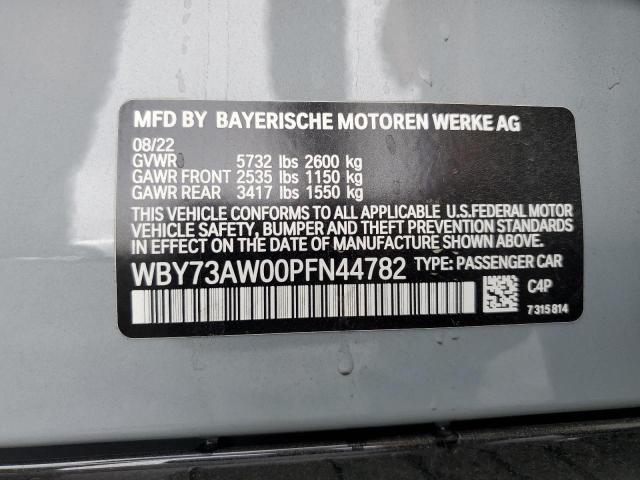 MFD BY BAYERISCHE MOTOREN WERKE AG
08/22
GVWR 5732 lbs 2600 kg
GAWR FRONT 2535 lbs 1150 kg
GAWR REAR 3417 lbs 1550 kg
THIS VEHICLE CONFORMS TO ALL APPLICABLE U.S.FEDERAL MOTOR
VEHICLE SAFETY, BUMPER AND THEFT PREVENTION STANDARDS
IN EFFECT ON THE DATE OF MANUFACTURE SHOWN ABOVE.
WBY73AW00PFN44782 TYPE: PASSENGER CAR
C4P
7315814